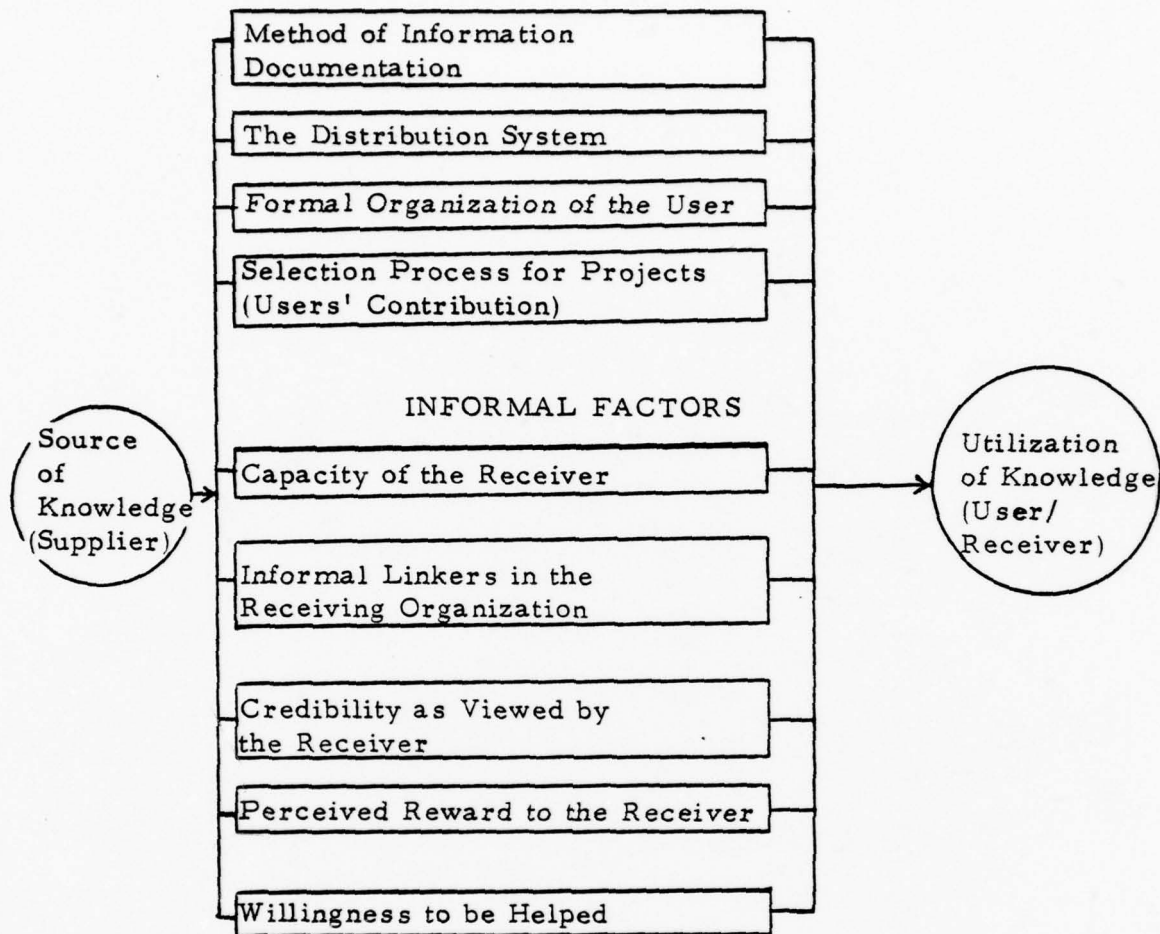 Method of Information
Documentation
The Distribution System
Formal Organization of the User
Selection Process for Projects
(Users' Contribution)
INFORMAL FACTORS
Source
of
Knowledge
(Supplier)
Capacity of the Receiver
Informal Linkers in the
Receiving Organization
Credibility as Viewed by
the Receiver
Perceived Reward to the Receiver
Willingness to be Helped
Utilization
of Knowledge
(User/
Receiver)